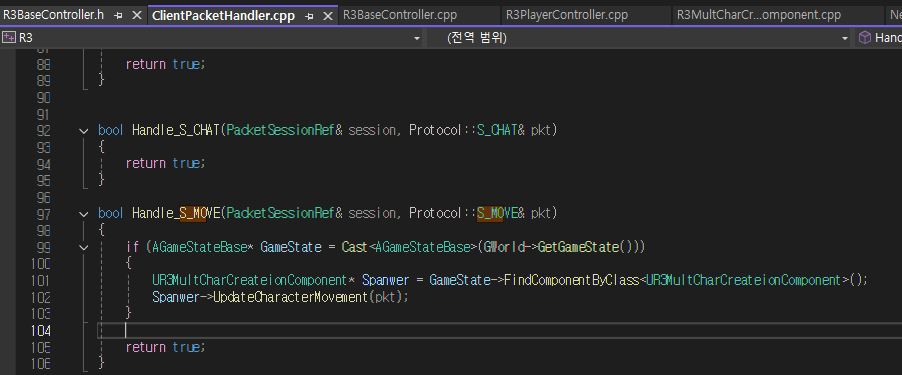 R3BaseController.h ClientPacketHandler.cpp R3BaseController.cpp R3PlayerController.cpp R3MultCharCr...omponent.cpp Ne
R3 (전역 범위) Hand
88 return true;
89 }
90
91
92 bool Handle_S_CHAT(PacketSessionRef& session, Protocol::S_CHAT& pkt)
93 {
94 return true;
95 }
96
97 bool Handle_S_MOVE(PacketSessionRef& session, Protocol::S_MOVE& pkt)
98 {
99 if (AGameStateBase* GameState = Cast<AGameStateBase>(GWorld->GetGameState()))
100 {
101 UR3MultCharCreateionComponent* Spanwer = GameState->FindComponentByClass<UR3MultCharCreateionComponent>();
102 Spanwer->UpdateCharacterMovement(pkt);
103 }
104
105 return true;
106 }